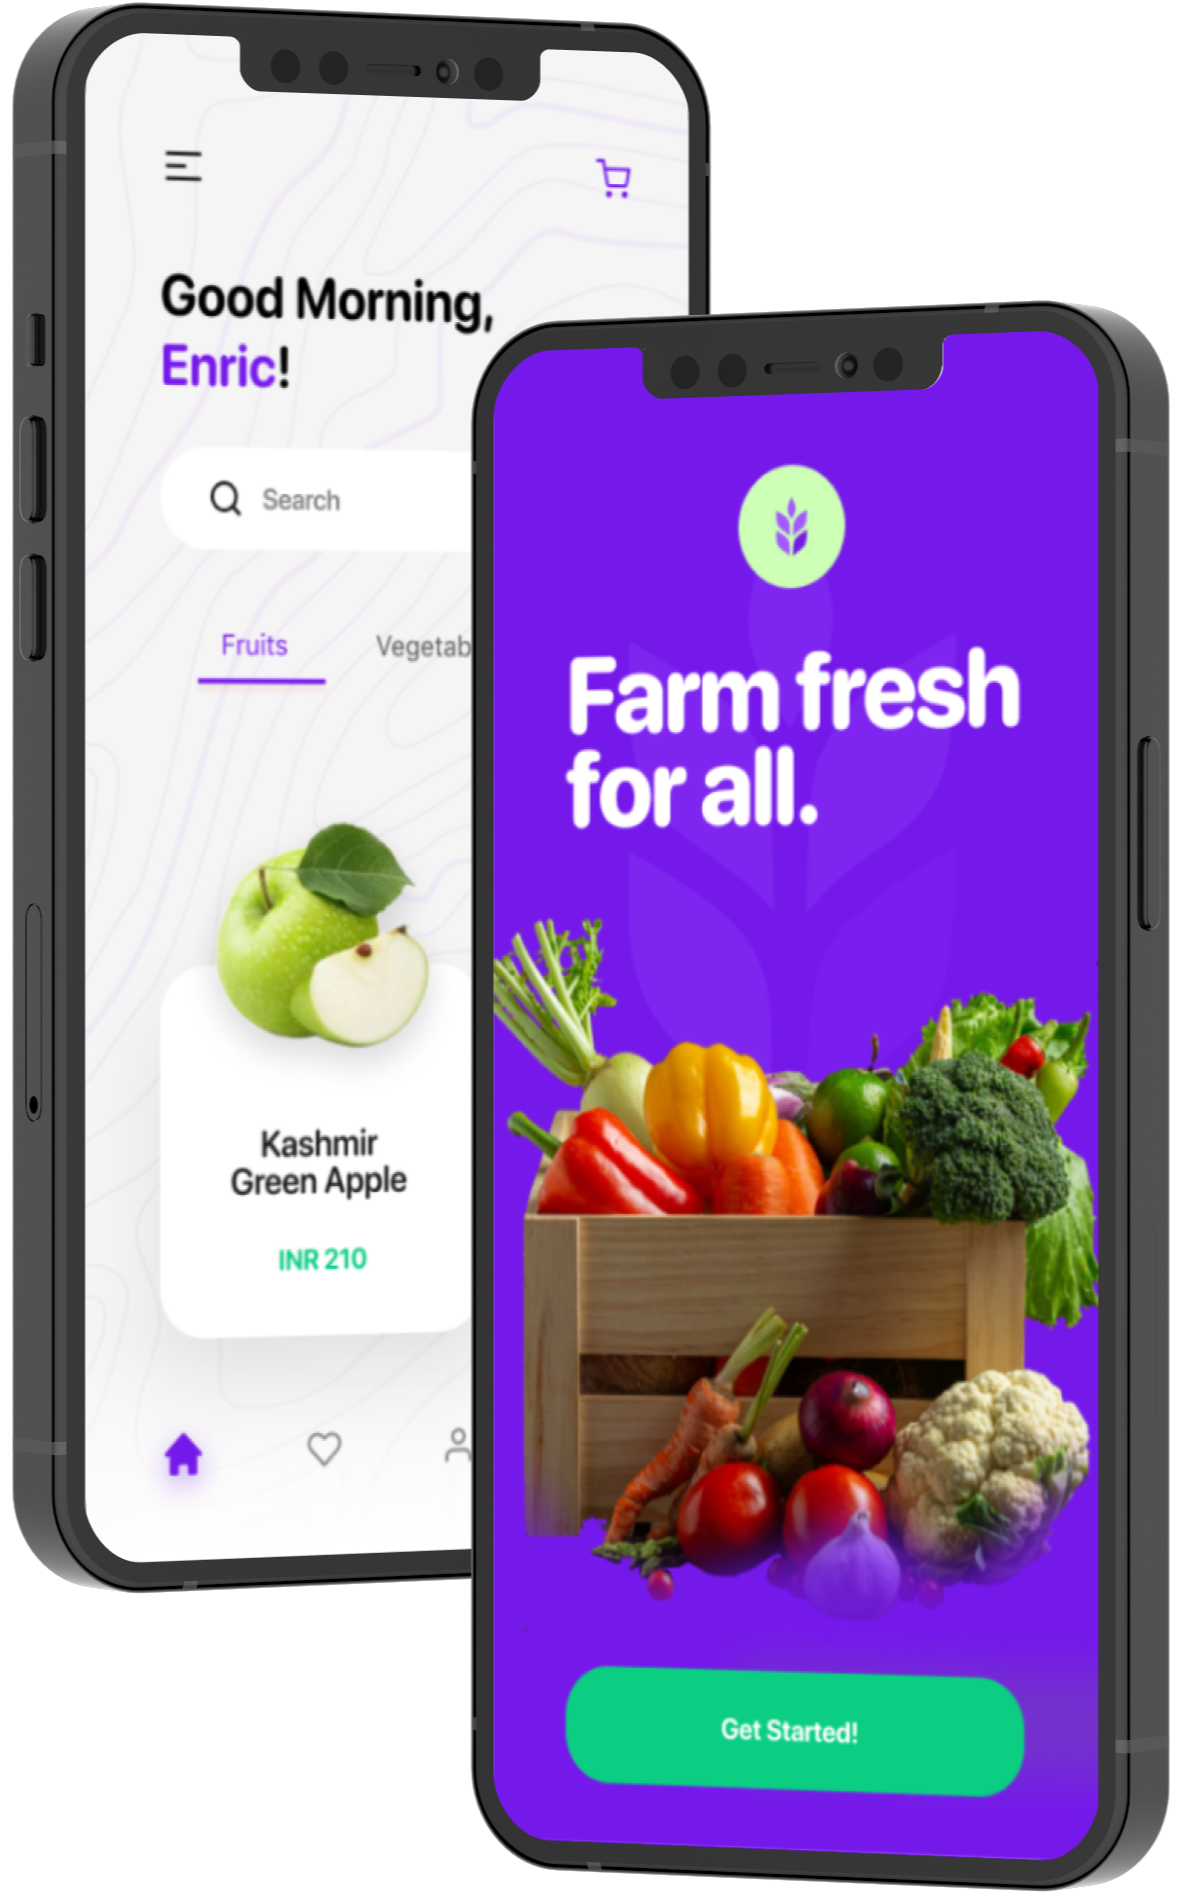 Good Morning,
Enric!
Search
Fruits
Vegetab
Kashmir
Green Apple
INR 210
Farm fresh
for all.
Get Started!